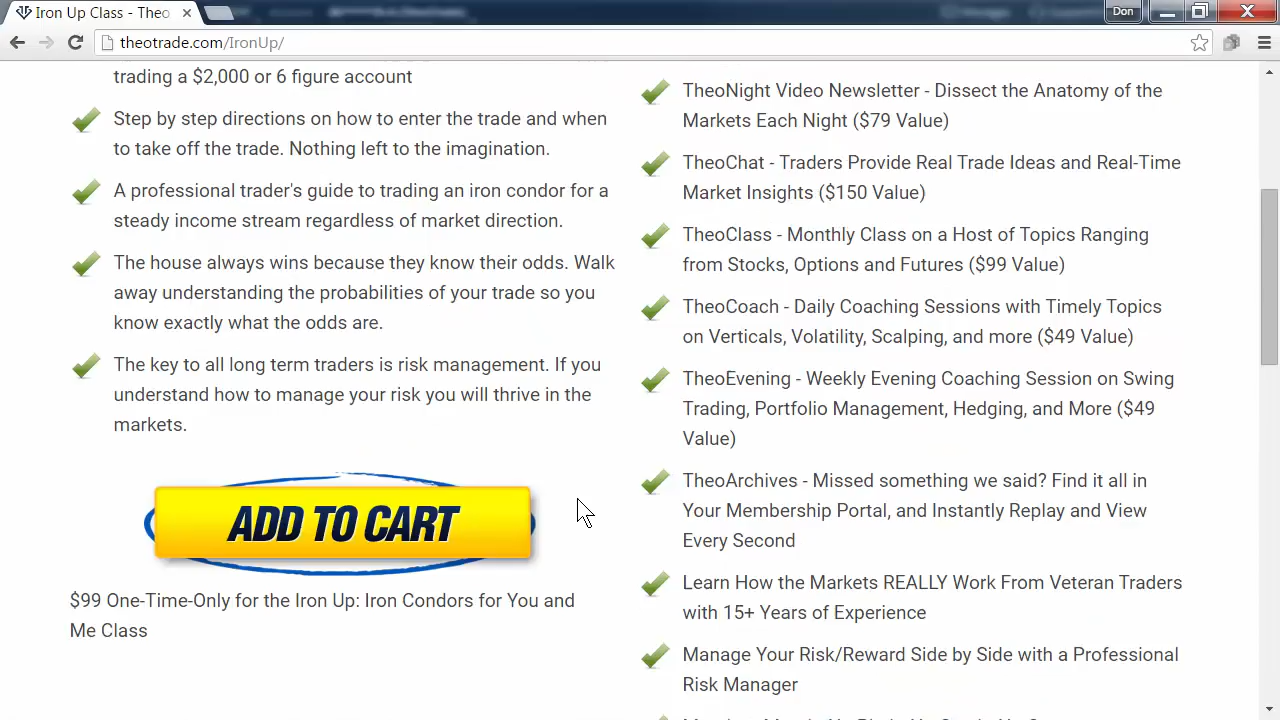 Iron Up Class - Theo
Don
theotrade.com/IronUp/
trading a $2,000 or 6 figure account
Step by step directions on how to enter the trade and when
to take off the trade. Nothing left to the imagination.
A professional trader's guide to trading an iron condor for a
steady income stream regardless of market direction.
The house always wins because they know their odds. Walk
away understanding the probabilities of your trade so you
know exactly what the odds are.
The key to all long term traders is risk management. If you
understand how to manage your risk you will thrive in the
markets.
ADD TO CART
$99 One-Time-Only for the Iron Up: Iron Condors for You and
Me Class
TheoNight Video Newsletter - Dissect the Anatomy of the
Markets Each Night ($79 Value)
TheoChat - Traders Provide Real Trade Ideas and Real-Time
Market Insights ($150 Value)
TheoClass - Monthly Class on a Host of Topics Ranging
from Stocks, Options and Futures ($99 Value)
TheoCoach - Daily Coaching Sessions with Timely Topics
on Verticals, Volatility, Scalping, and more ($49 Value)
TheoEvening - Weekly Evening Coaching Session on Swing
Trading, Portfolio Management, Hedging, and More ($49
Value)
TheoArchives - Missed something we said? Find it all in
Your Membership Portal, and Instantly Replay and View
Every Second
Learn How the Markets REALLY Work From Veteran Traders
with 15+ Years of Experience
Manage Your Risk/Reward Side by Side with a Professional
Risk Manager